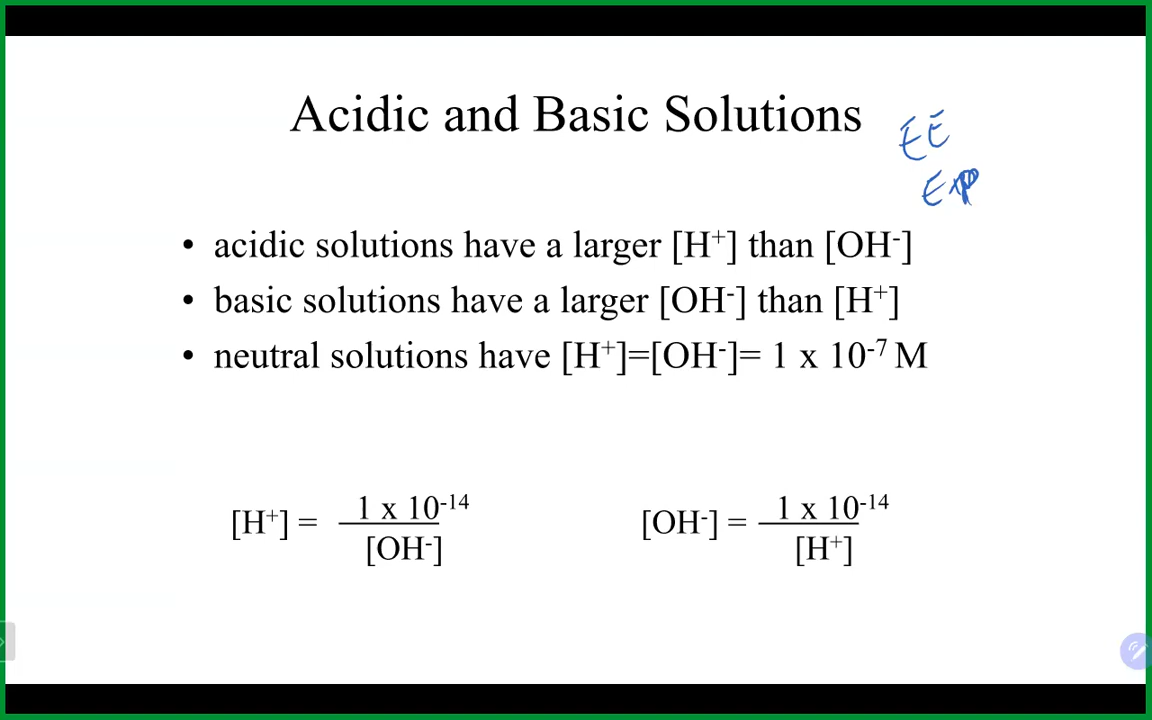 Acidic and Basic Solutions
EE
Exp
• acidic solutions have a larger [H⁺] than [OH⁻]
• basic solutions have a larger [OH⁻] than [H⁺]
• neutral solutions have [H⁺]=[OH⁻]= 1 x 10⁻⁷ M
[H⁺] = 1 x 10⁻¹⁴ / [OH⁻]
[OH⁻] = 1 x 10⁻¹⁴ / [H⁺]